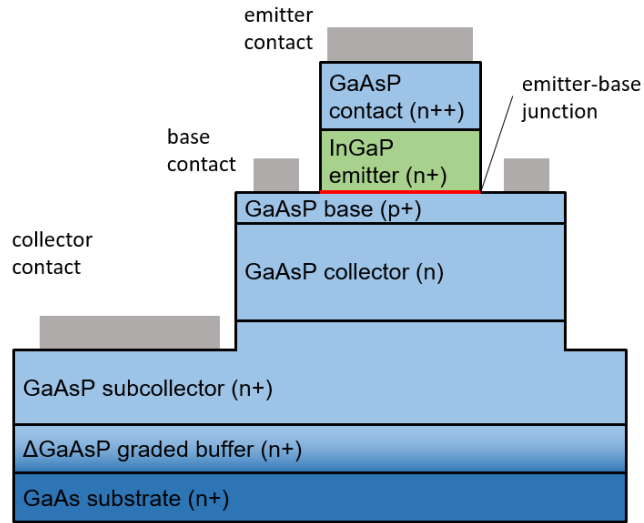 emitter
contact
GaAsP
contact (n++)
emitter-base
junction
base
contact
InGaP
emitter (n+)
GaAsP base (p+)
collector
contact
GaAsP collector (n)
GaAsP subcollector (n+)
ΔGaAsP graded buffer (n+)
GaAs substrate (n+)